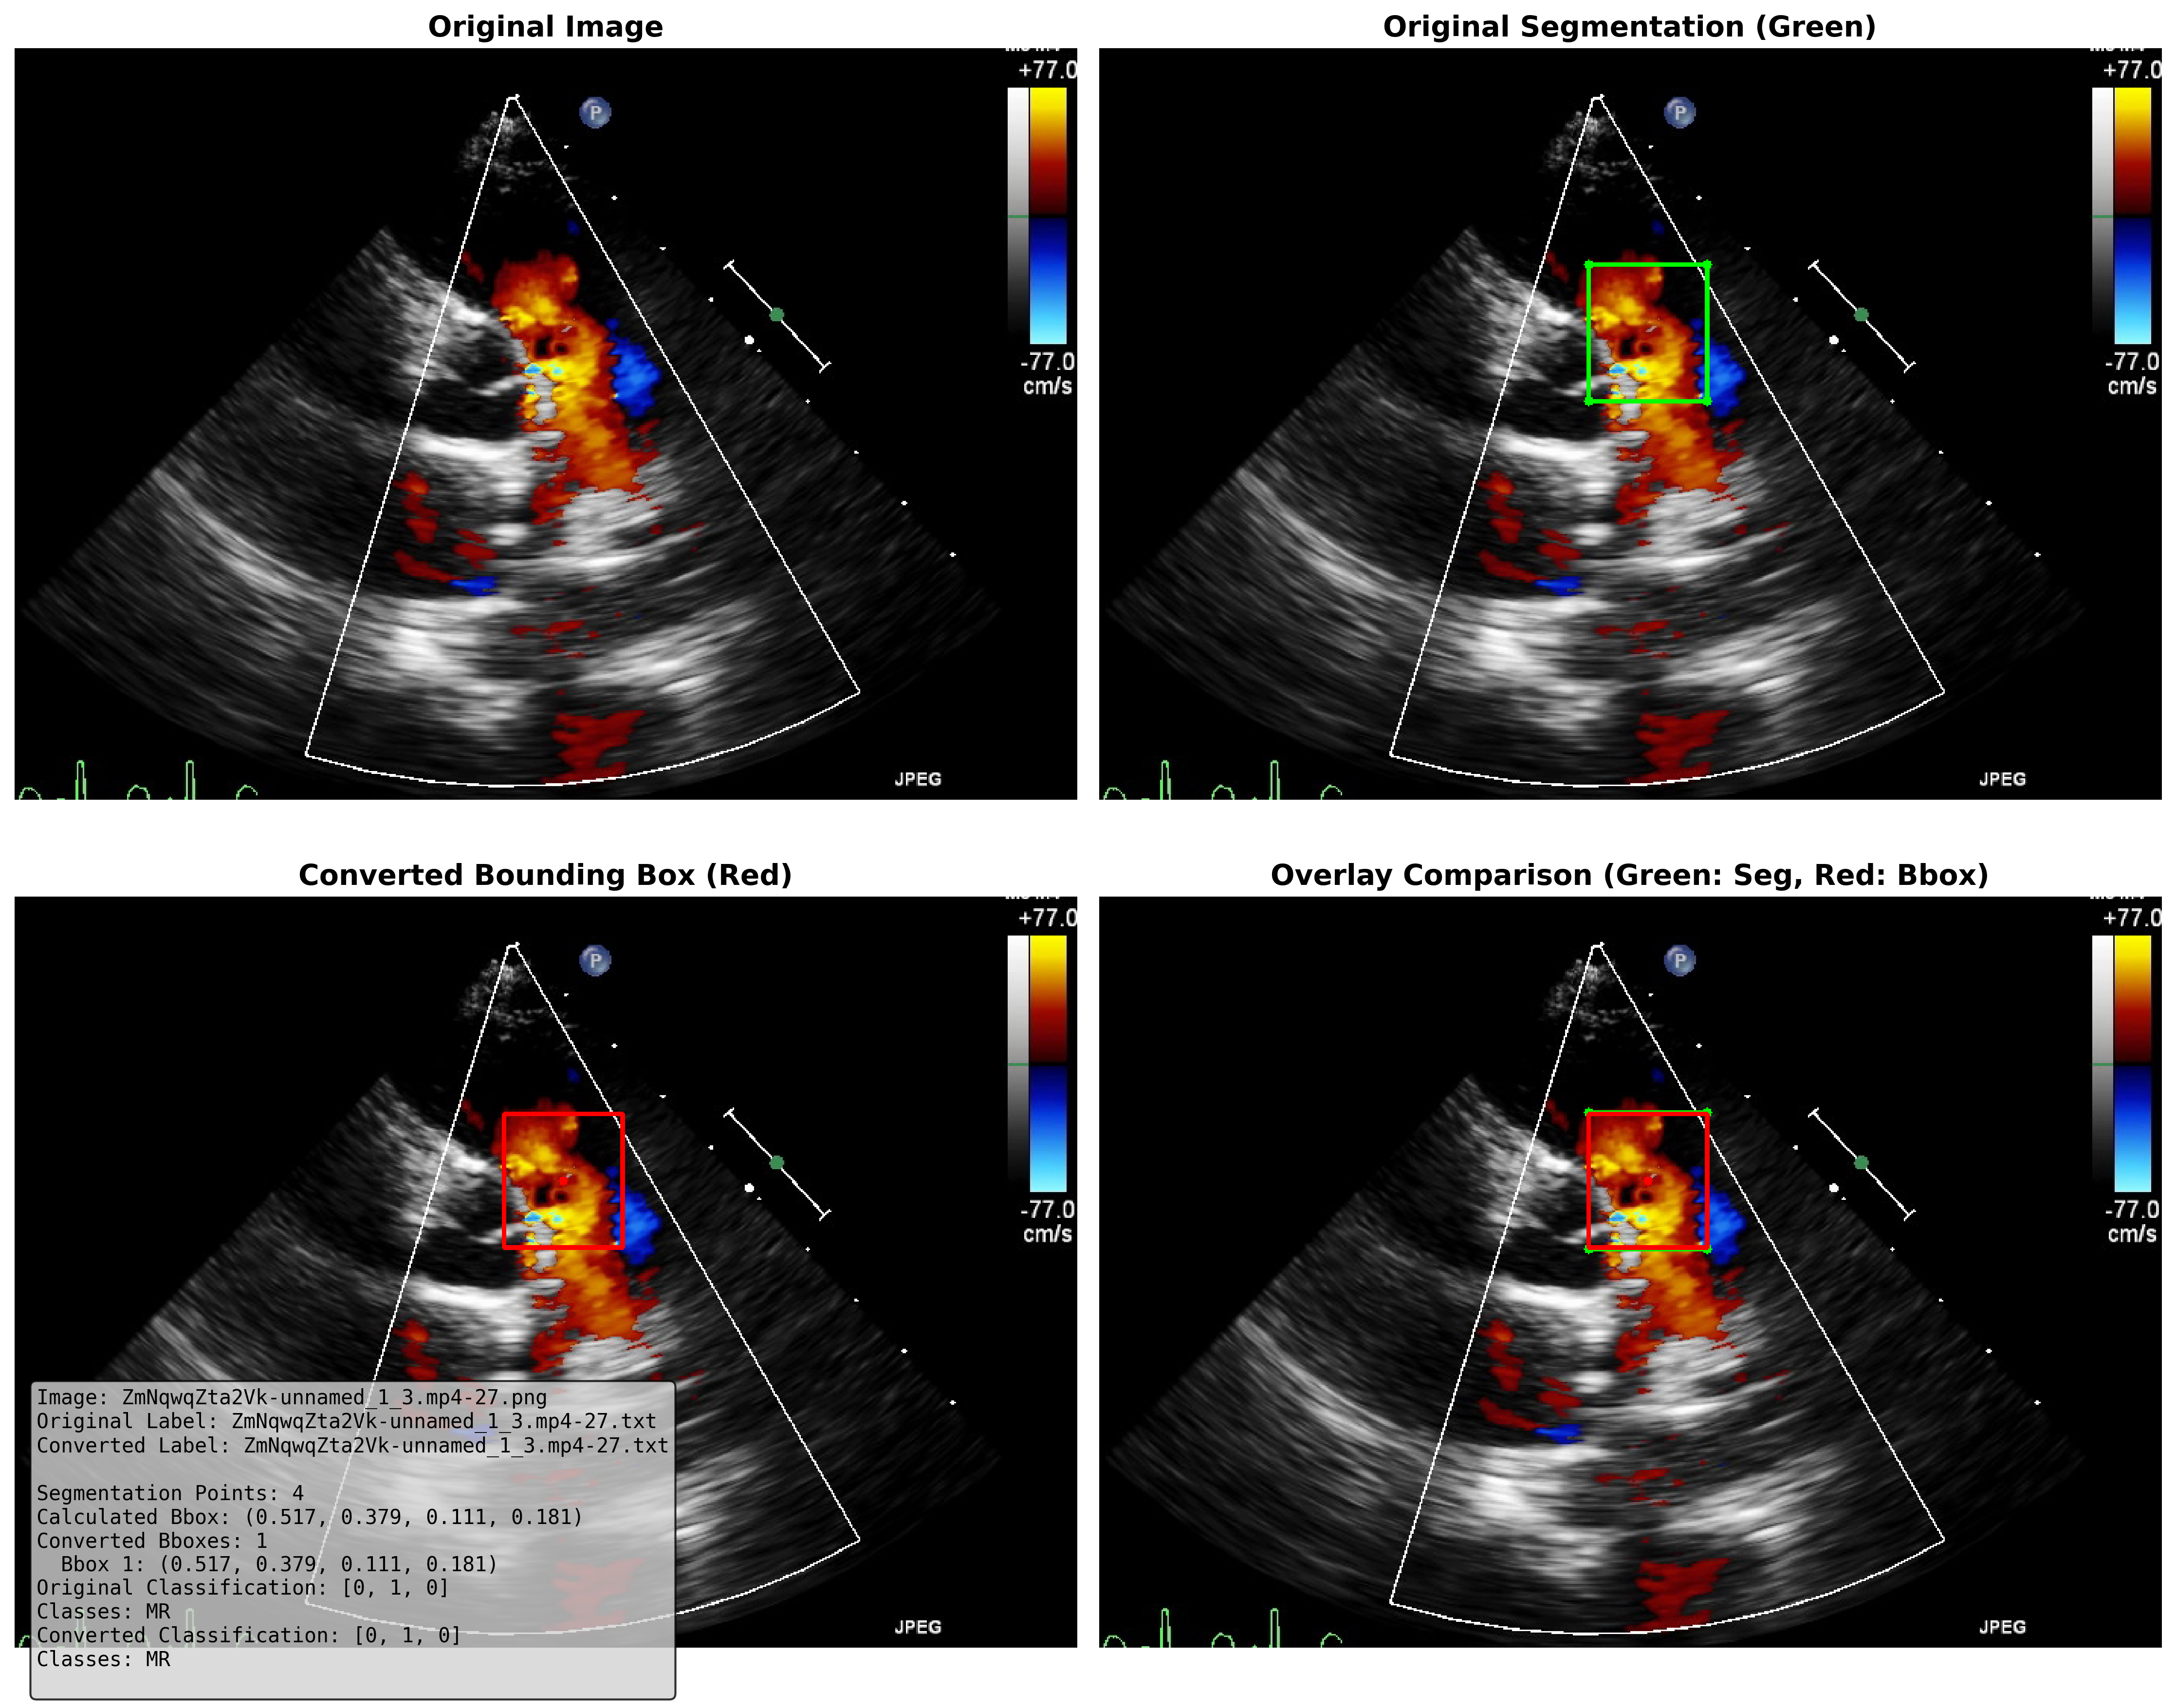 Original Image
Original Segmentation (Green)
+77.0
P
-77.0
cm/s
JPEG
+77.0
P
-77.0
cm/s
JPEG
Converted Bounding Box (Red)
Overlay Comparison (Green: Seg, Red: Bbox)
+77.0
P
-77.0
cm/s
JPEG
Image: ZmNqwqZta2Vk-unnamed_1_3.mp4-27.png
Original Label: ZmNqwqZta2Vk-unnamed_1_3.mp4-27.txt
Converted Label: ZmNqwqZta2Vk-unnamed_1_3.mp4-27.txt
Segmentation Points: 4
Calculated Bbox: (0.517, 0.379, 0.111, 0.181)
Converted Bboxes: 1
Bbox 1: (0.517, 0.379, 0.111, 0.181)
Original Classification: [0, 1, 0]
Classes: MR
Converted Classification: [0, 1, 0]
Classes: MR
+77.0
P
-77.0
cm/s
JPEG